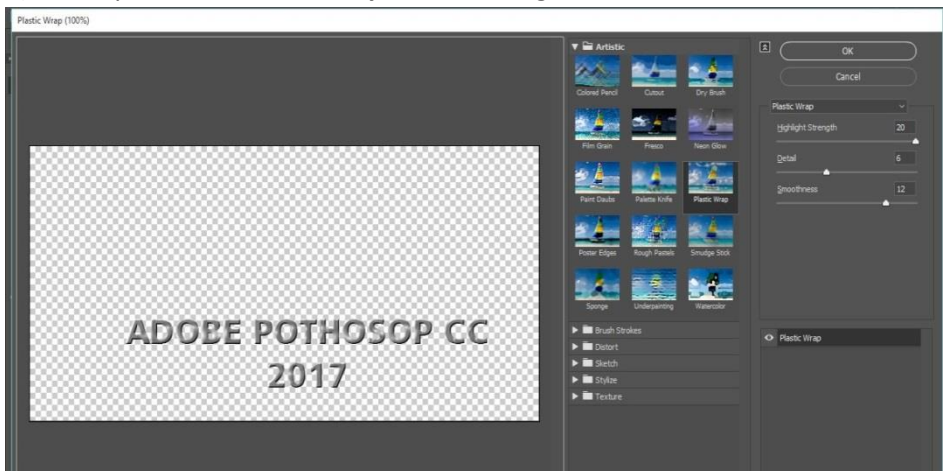 Plastic Wrap (100%)
Artistic
Colored Pencil
Cutout
Dry Brush
Film Grain
Fresco
Neon Glow
Paint Daubs
Palette Knife
Plastic Wrap
Poster Edges
Rough Pastels
Smudge Stick
Sponge
Underpainting
Watercolor
Brush Strokes
Distort
Sketch
Stylize
Texture
OK
Cancel
Plastic Wrap
Highlight Strength 20
Detail 6
Smoothness 12
Plastic Wrap
ADOBE POTHOSOP CC
2017